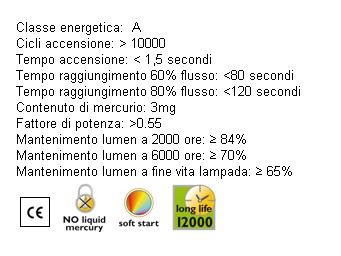 Classe energetica:  A
Cicli accensione: > 10000
Tempo accensione: < 1,5 secondi
Tempo raggiungimento 60% flusso: <80 secondi
Tempo raggiungimento 80% flusso: <120 secondi
Contenuto di mercurio: 3mg
Fattore di potenza: >0.55
Mantenimento lumen a 2000 ore: ≥ 84%
Mantenimento lumen a 6000 ore: ≥ 70%
Mantenimento lumen a fine vita lampada: ≥ 65%
CE
NO liquid
mercury
soft start
long life
12000